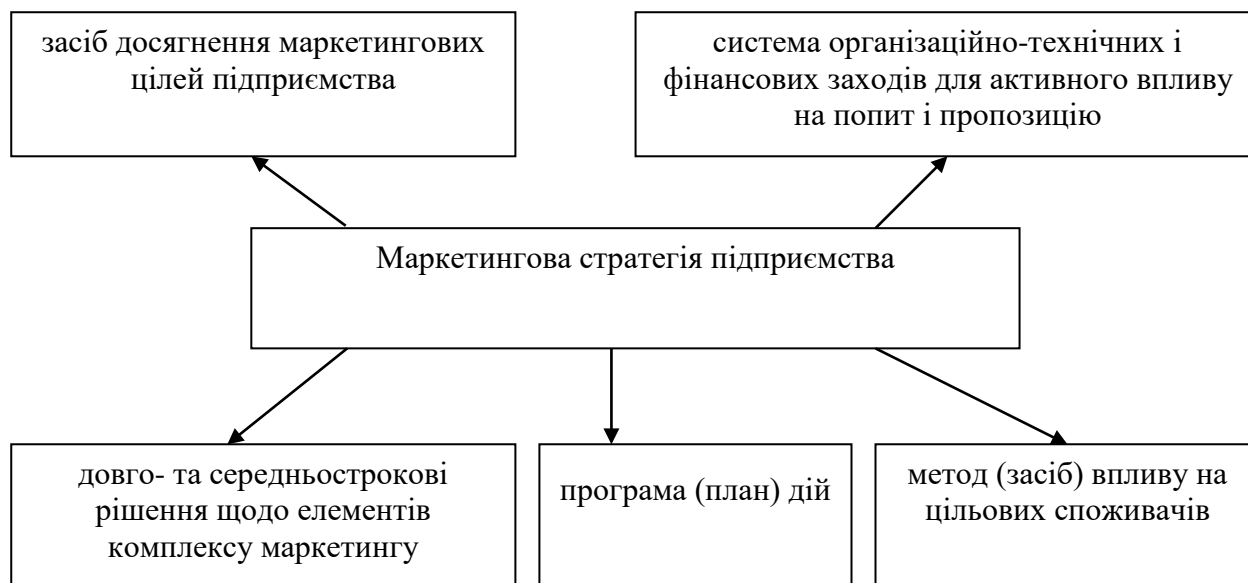 засіб досягнення маркетингових
цілей підприємства
система організаційно-технічних і
фінансових заходів для активного впливу
на попит і пропозицію
Маркетингова стратегія підприємства
довго- та середньострокові
рішення щодо елементів
комплексу маркетингу
програма (план) дій
метод (засіб) впливу на
цільових споживачів